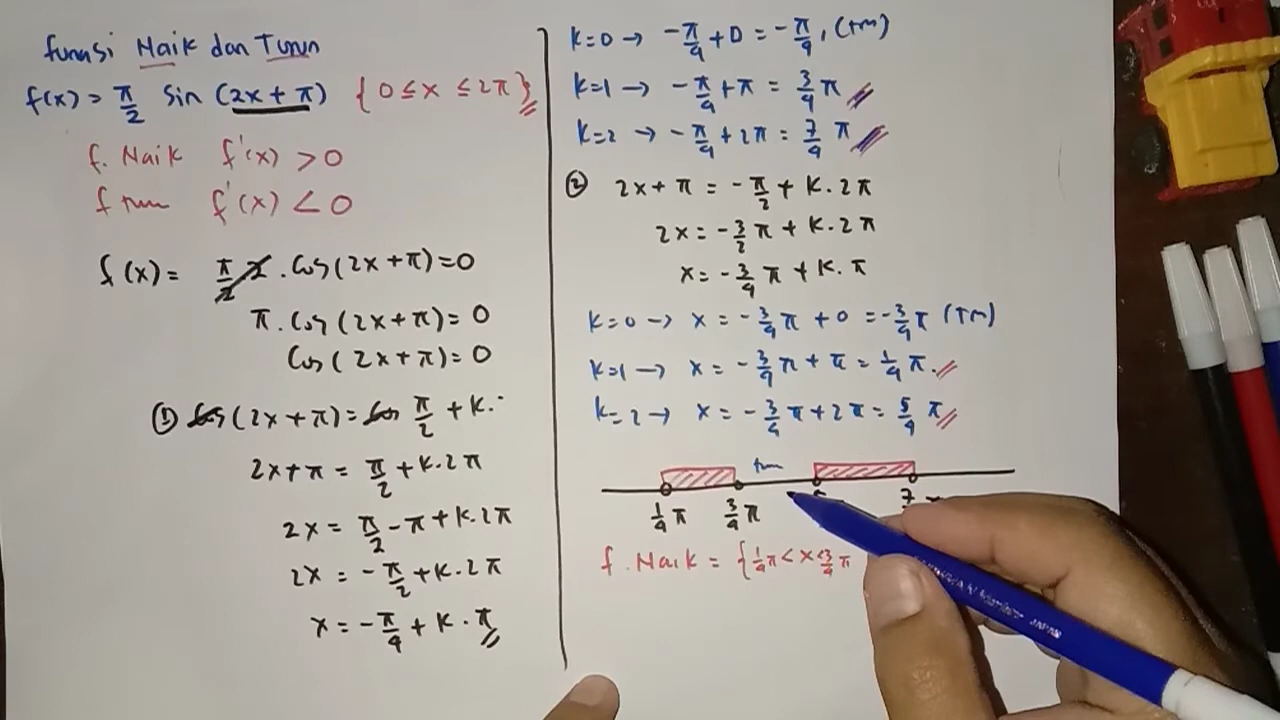 fungsi Naik dan Turun
f(x) = π/2 sin (2x + π) {0 ≤ x ≤ 2π}
f. Naik f'(x) > 0
f turun f'(x) < 0
f(x) = π/2 2 . Cos (2x + π) = 0
π . Cos (2x + π) = 0
Cos (2x + π) = 0
① Cos (2x + π) = Cos π/2 + k.
2x + π = π/2 + k. 2π
2x = π/2 - π + k. 2π
2x = -π/2 + k. 2π
x = -π/4 + k . π
k=0 → -π/4 + 0 = -π/4, (TM)
k=1 → -π/4 + π = 3/4 π
k=2 → -π/4 + 2π = 7/4 π
② 2x + π = -π/2 + k. 2π
2x = -3/2 π + k. 2π
x = -3/4 π + k. π
k=0 → x = -3/4 π + 0 = -3/4 π (TM)
k=1 → x = -3/4 π + π = 1/4 π.
k=2 → x = -3/4 π + 2π = 5/4 π
1/4 π 3/4 π 7
f. Naik = {1/4 π < x < 3/4 π